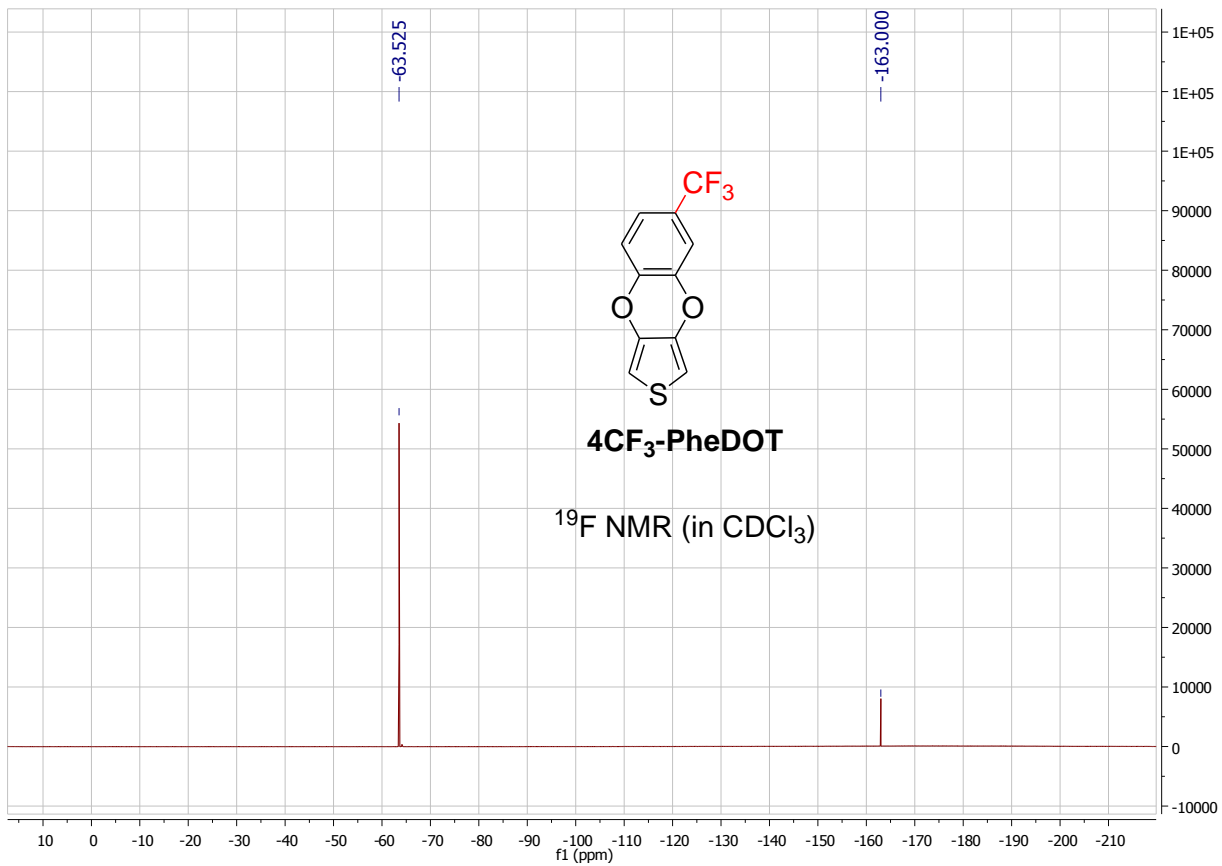 -63.525
-163.000
1E+05
1E+05
1E+05
90000
80000
70000
60000
50000
40000
30000
20000
10000
0
-10000
CF3
O O
S
4CF3-PheDOT
19F NMR (in CDCl3)
10 0 -10 -20 -30 -40 -50 -60 -70 -80 -90 -100 -110 -120 -130 -140 -150 -160 -170 -180 -190 -200 -210
f1 (ppm)